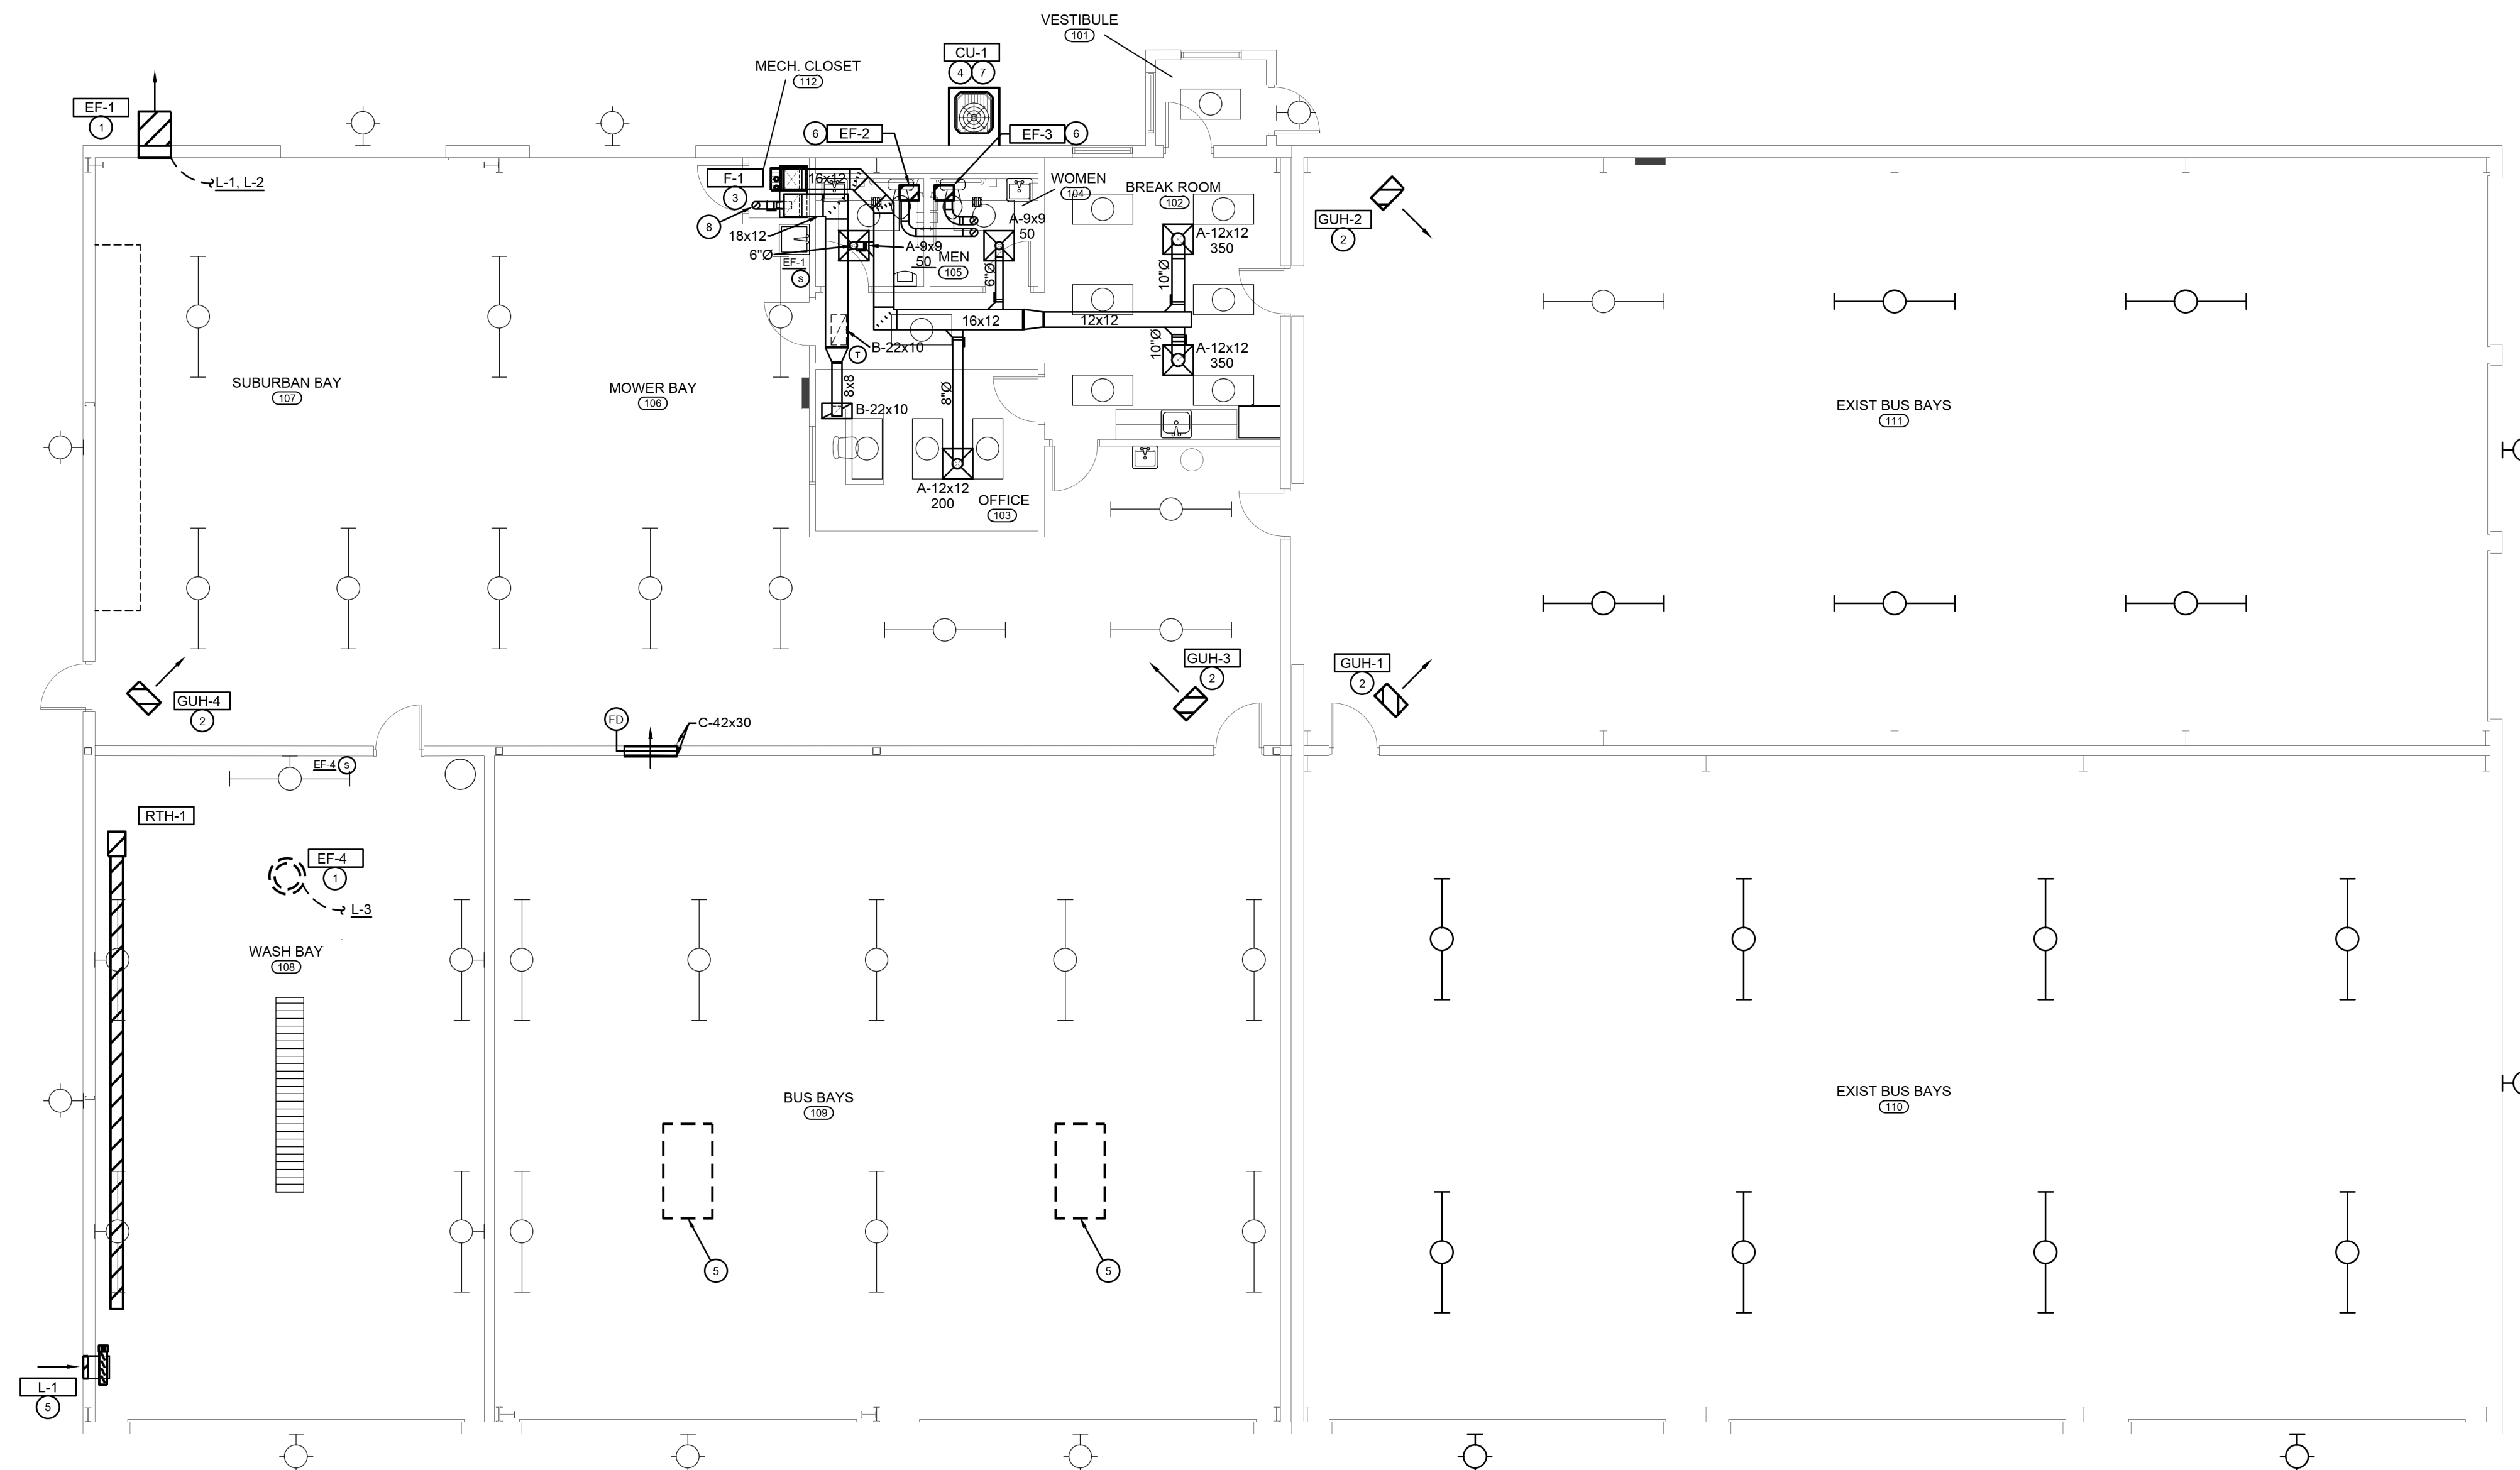 VESTIBULE
101
CU-1
4
7
MECH. CLOSET
112
EF-1
1
6
EF-2
EF-3
6
L-1, L-2
F-1
3
16x12
WOMEN
104
BREAK ROOM
102
8
18x12
A-9x9
50
GUH-2
2
A-12x12
350
6"Ø
A-9x9
50
MEN
105
EF-1
S
6"Ø
10"Ø
16x12
12x12
B-22x10
T
10"Ø
A-12x12
350
SUBURBAN BAY
107
MOWER BAY
106
8x8
8"Ø
B-22x10
EXIST BUS BAYS
111
A-12x12
200
OFFICE
103
GUH-3
2
GUH-1
2
GUH-4
2
FD
C-42x30
EF-4
S
RTH-1
EF-4
1
L-3
WASH BAY
108
BUS BAYS
109
EXIST BUS BAYS
110
5
5
L-1
5